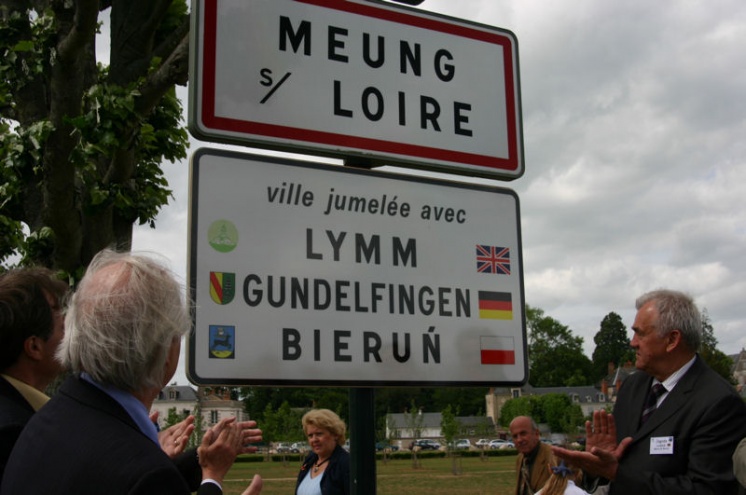 MEUNG
s/ LOIRE
ville jumelée avec
LYMM
GUNDELFINGEN
BIERUŃ